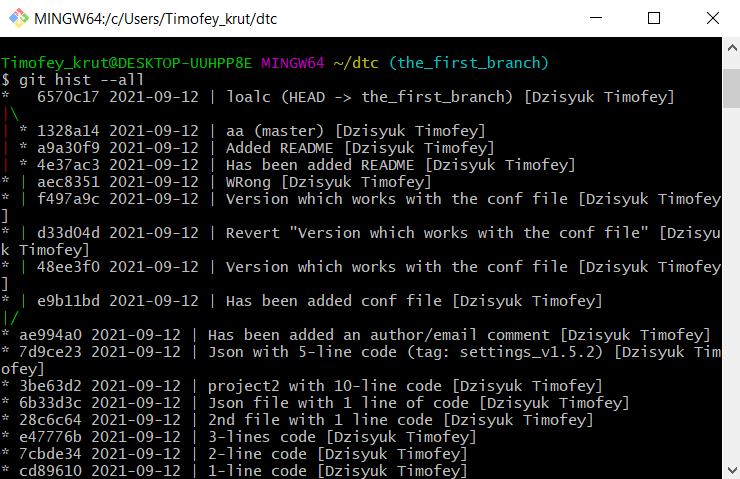 MINGW64:/c/Users/Timofey_krut/dtc
Timofey_krut@DESKTOP-UUHPP8E MINGW64 ~/dtc (the_first_branch)
$ git hist --all
*   6570c17 2021-09-12 | loalc (HEAD -> the_first_branch) [Dzisyuk Timofey]
|\
| * 1328a14 2021-09-12 | aa (master) [Dzisyuk Timofey]
| * a9a30f9 2021-09-12 | Added README [Dzisyuk Timofey]
| * 4e37ac3 2021-09-12 | Has been added README [Dzisyuk Timofey]
* | aec8351 2021-09-12 | WRong [Dzisyuk Timofey]
* | f497a9c 2021-09-12 | Version which works with the conf file [Dzisyuk Timofey
]
* | d33d04d 2021-09-12 | Revert "Version which works with the conf file" [Dzisyu
k Timofey]
* | 48ee3f0 2021-09-12 | Version which works with the conf file [Dzisyuk Timofey
]
* | e9b11bd 2021-09-12 | Has been added conf file [Dzisyuk Timofey]
|/
* ae994a0 2021-09-12 | Has been added an author/email comment [Dzisyuk Timofey]
* 7d9ce23 2021-09-12 | Json with 5-line code (tag: settings_v1.5.2) [Dzisyuk Tim
ofey]
* 3be63d2 2021-09-12 | project2 with 10-line code [Dzisyuk Timofey]
* 6b33d3c 2021-09-12 | Json file with 1 line of code [Dzisyuk Timofey]
* 28c6c64 2021-09-12 | 2nd file with 1 line code [Dzisyuk Timofey]
* e47776b 2021-09-12 | 3-lines code [Dzisyuk Timofey]
* 7cbde34 2021-09-12 | 2-line code [Dzisyuk Timofey]
* cd89610 2021-09-12 | 1-line code [Dzisyuk Timofey]